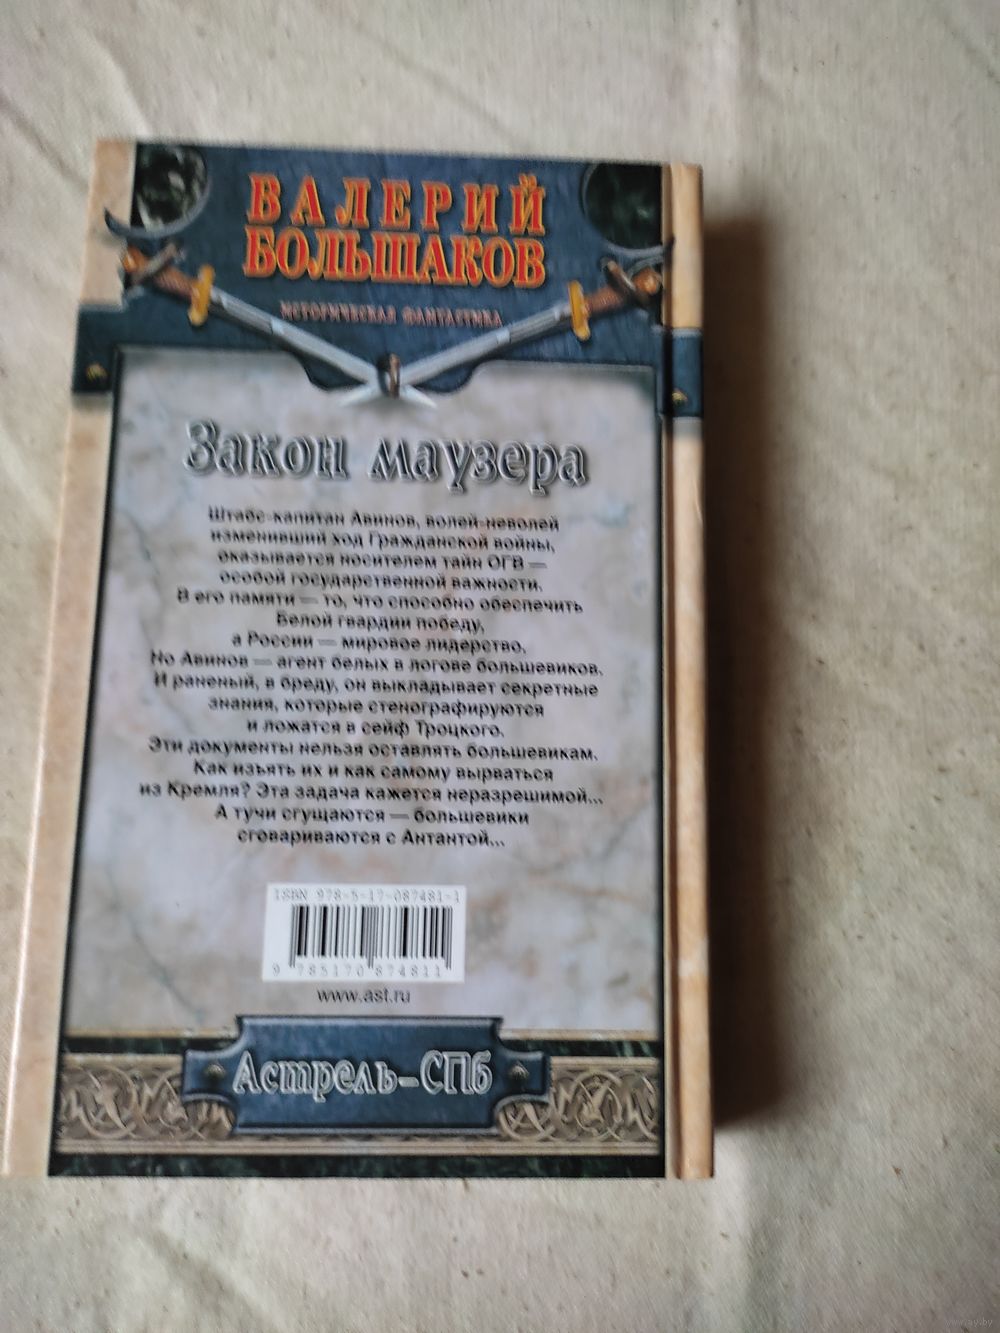 ВАЛЕРИЙ
БОЛЬШАКОВ
ИСТОРИЧЕСКАЯ ФАНТАСТИКА
Закон маузера
Штабс-капитан Авинов, волей-неволей
изменивший ход Гражданской войны,
оказывается носителем тайн ОГВ —
особой государственной важности.
В его памяти — то, что способно обеспечить
Белой гвардии победу,
а России — мировое лидерство.
Но Авинов — агент белых в логове большевиков.
И раненый, в бреду, он выкладывает секретные
знания, которые стенографируются
и ложатся в сейф Троцкого.
Эти документы нельзя оставлять большевикам.
Как изъять их и как самому вырваться
из Кремля? Эта задача кажется неразрешимой...
А тучи сгущаются — большевики
сговариваются с Антантой...
ISBN 978-5-17-087481-1
9 785170 874811
www.ast.ru
Астрель-СПб
www.ay.by